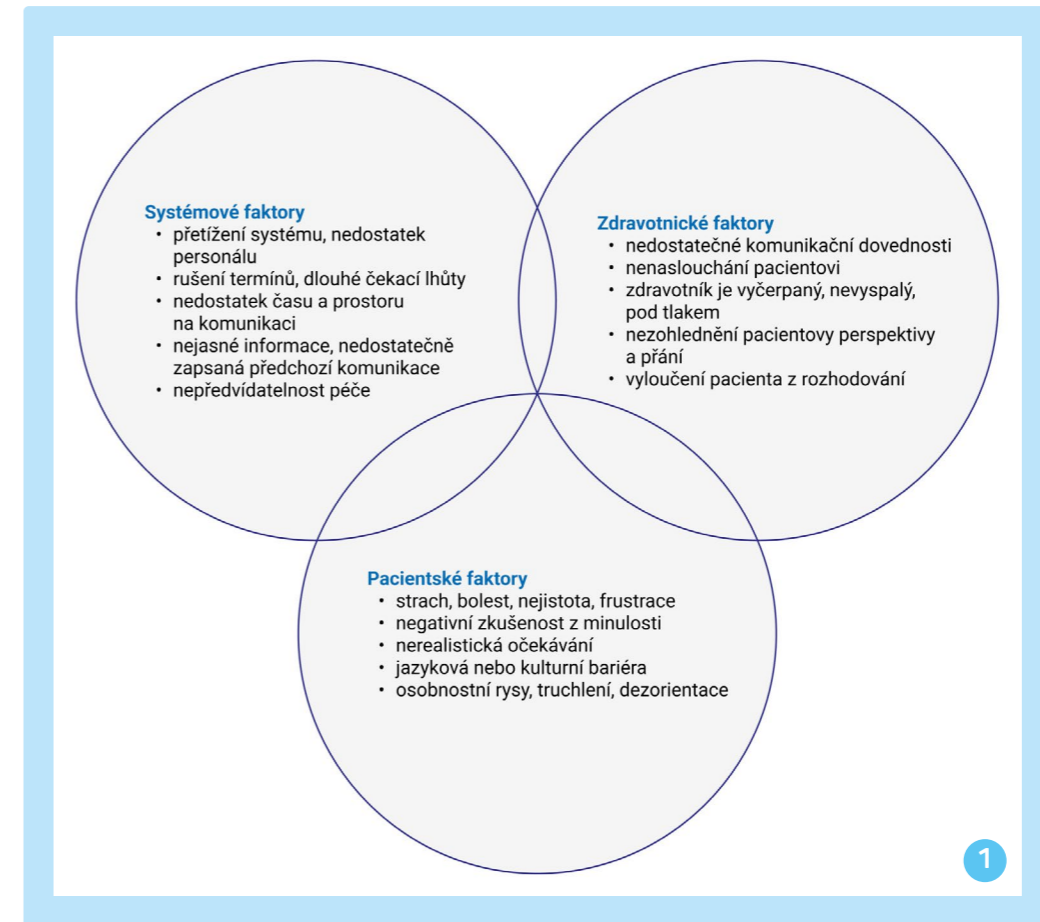 Systémové faktory
• přetížení systému, nedostatek
personálu
• rušení termínů, dlouhé čekací lhůty
• nedostatek času a prostoru
na komunikaci
• nejasné informace, nedostatečně
zapsaná předchozí komunikace
• nepředvídatelnost péče
Zdravotnické faktory
• nedostatečné komunikační dovednosti
• nenaslouchání pacientovi
• zdravotník je vyčerpaný, nevyspalý,
pod tlakem
• nezohlednění pacientovy perspektivy
a přání
• vyloučení pacienta z rozhodování
Pacientské faktory
• strach, bolest, nejistota, frustrace
• negativní zkušenost z minulosti
• nerealistická očekávání
• jazyková nebo kulturní bariéra
• osobnostní rysy, truchlení, dezorientace
1